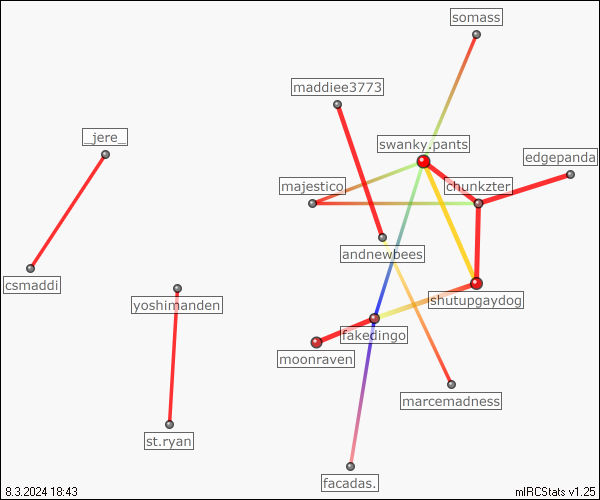 somass
maddiee3773
_jere_
swanky.pants
edgepanda
majestico
chunkzter
andnewbees
csmaddi
yoshimanden
shutupgaydog
fakedingo
moonraven
marcemadness
st.ryan
facadas.
8.3.2024 18:43
mIRCStats v1.25